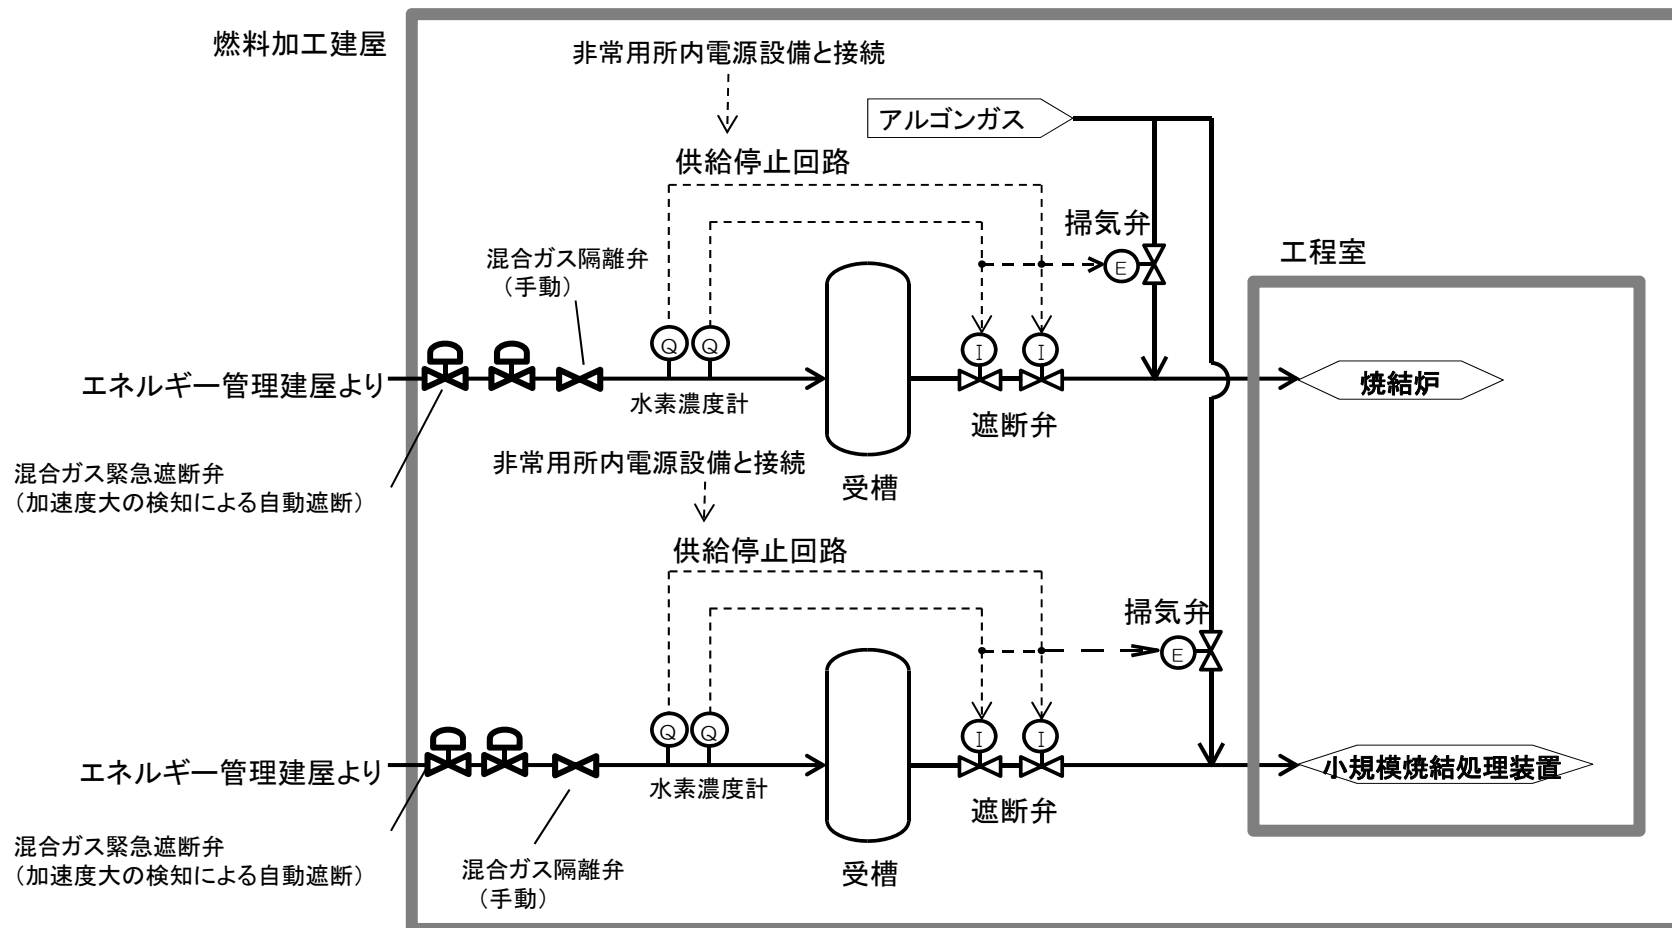 燃料加工建屋
非常用所内電源設備と接続
アルゴンガス
供給停止回路
掃気弁
工程室
混合ガス隔離弁
(手動)
E
Q
Q
I
I
エネルギー管理建屋より
水素濃度計
遮断弁
焼結炉
混合ガス緊急遮断弁
(加速度大の検知による自動遮断)
非常用所内電源設備と接続
受槽
供給停止回路
掃気弁
E
Q
Q
I
I
エネルギー管理建屋より
水素濃度計
遮断弁
小規模焼結処理装置
混合ガス緊急遮断弁
(加速度大の検知による自動遮断)
混合ガス隔離弁
(手動)
受槽